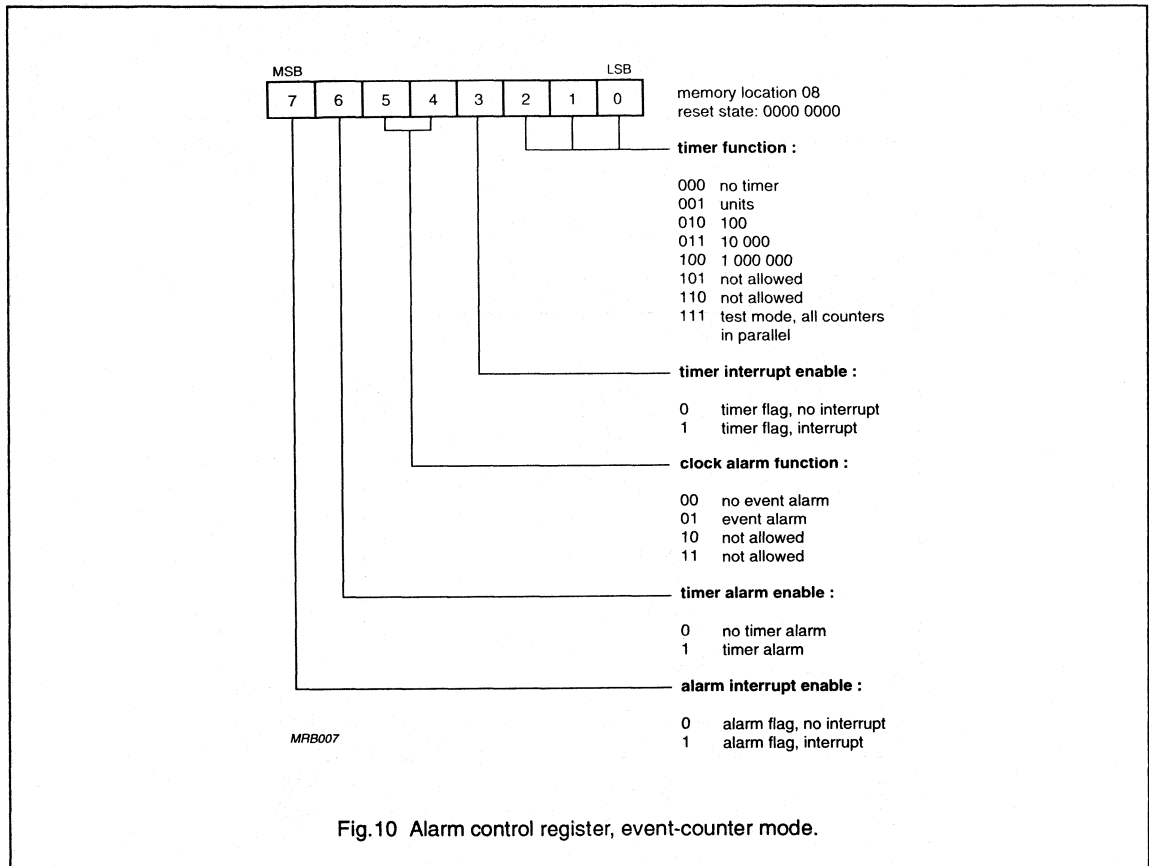 MSB LSB
7 6 5 4 3 2 1 0
memory location 08
reset state: 0000 0000
timer function :
000 no timer
001 units
010 100
011 10 000
100 1 000 000
101 not allowed
110 not allowed
111 test mode, all counters
in parallel
timer interrupt enable :
0 timer flag, no interrupt
1 timer flag, interrupt
clock alarm function :
00 no event alarm
01 event alarm
10 not allowed
11 not allowed
timer alarm enable :
0 no timer alarm
1 timer alarm
alarm interrupt enable :
0 alarm flag, no interrupt
1 alarm flag, interrupt
MRB007
Fig.10 Alarm control register, event-counter mode.